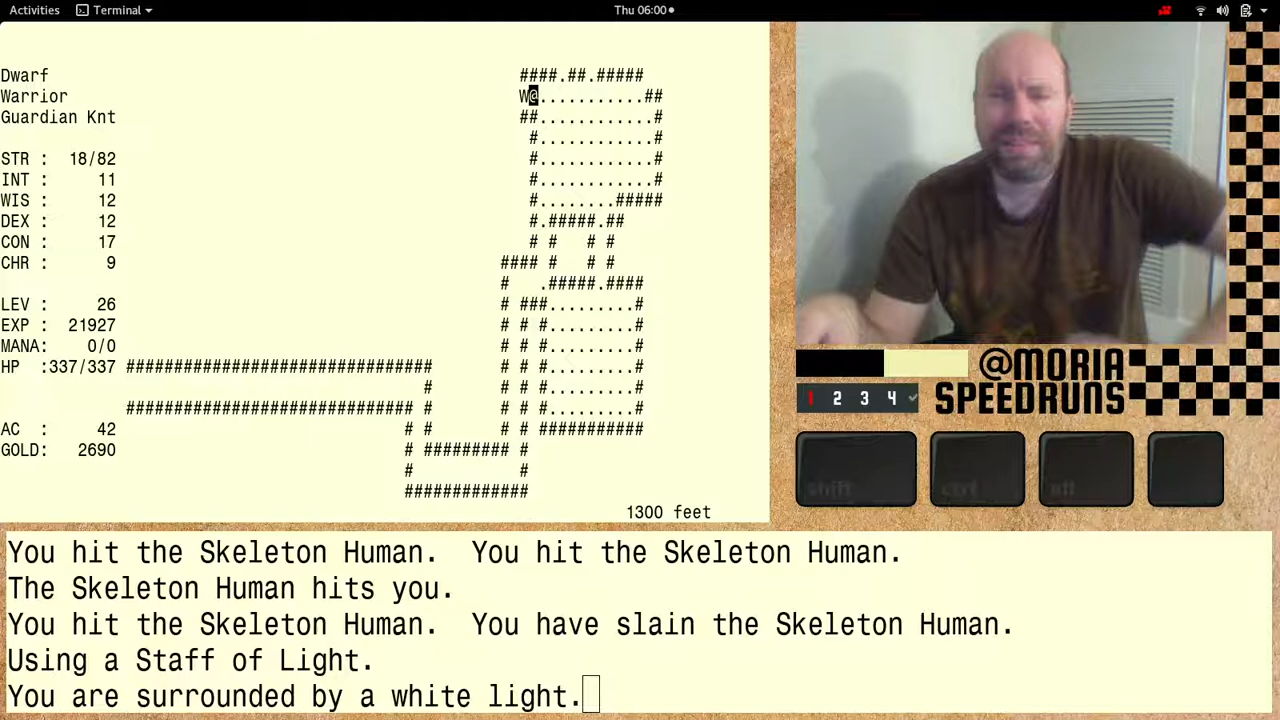 Activities Terminal Thu 06:00
Dwarf ####.##.#####
Warrior W@...........##
Guardian Knt ##............#
#............#
STR : 18/82 #............#
INT : 11 #............#
WIS : 12 #........#####
DEX : 12 #.#####.##
CON : 17 # # # #
CHR : 9 #### # # #
# .#####.####
LEV : 26 # ###.........#
EXP : 21927 # # #.........#
MANA: 0/0 # # #.........#
HP :337/337 ################################ # # #.........#
# # # #.........#
############################## # # # #.........#
AC : 42 # # # # ###########
GOLD: 2690 # ######### #
# #
#############
1300 feet
@MORIA
SPEEDRUNS
1 2 3 4
shift ctrl alt
You hit the Skeleton Human. You hit the Skeleton Human.
The Skeleton Human hits you.
You hit the Skeleton Human. You have slain the Skeleton Human.
Using a Staff of Light.
You are surrounded by a white light.